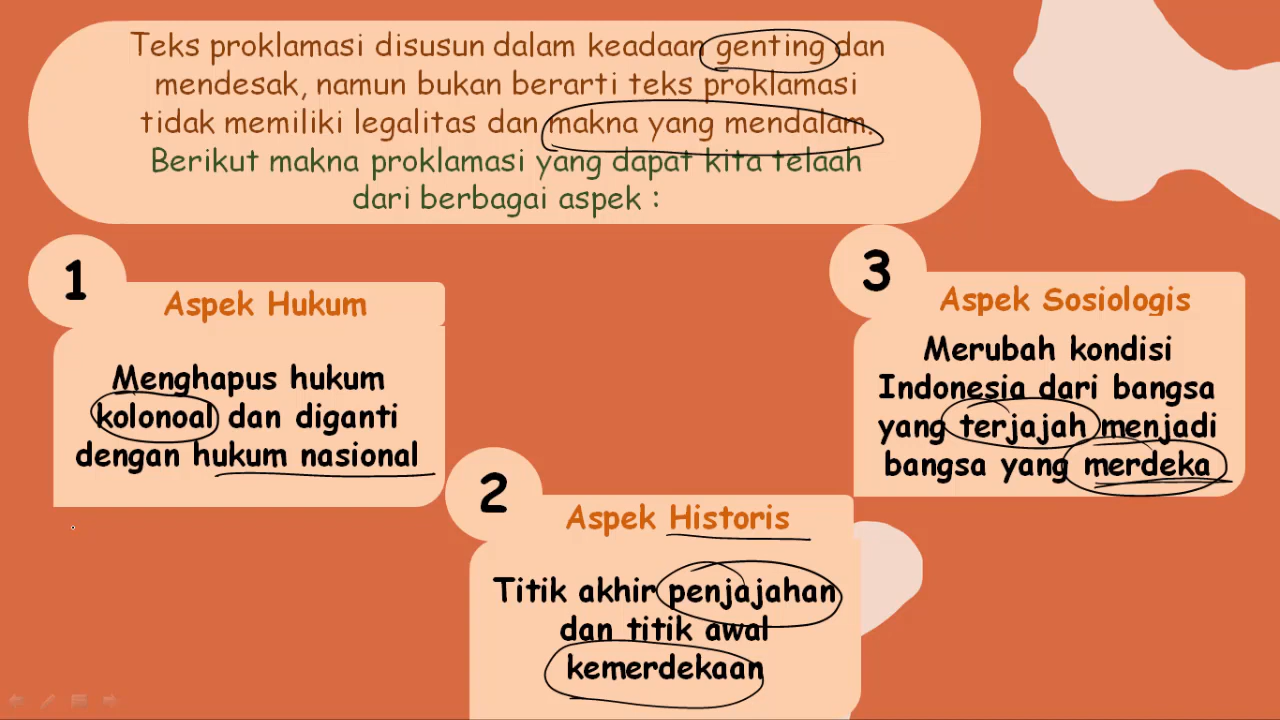 Teks proklamasi disusun dalam keadaan genting dan
mendesak, namun bukan berarti teks proklamasi
tidak memiliki legalitas dan makna yang mendalam.
Berikut makna proklamasi yang dapat kita telaah
dari berbagai aspek :
1
Aspek Hukum
Menghapus hukum
kolonoal dan diganti
dengan hukum nasional
2
Aspek Historis
Titik akhir penjajahan
dan titik awal
kemerdekaan
3
Aspek Sosiologis
Merubah kondisi
Indonesia dari bangsa
yang terjajah menjadi
bangsa yang merdeka